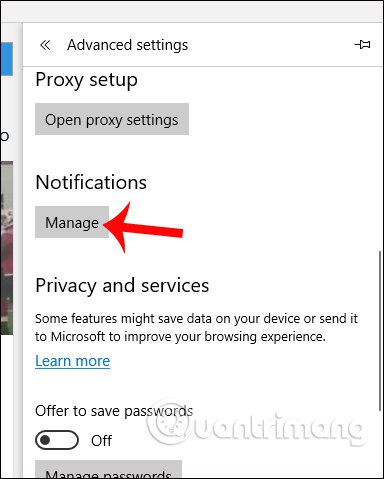 Advanced settings
Proxy setup
Open proxy settings
Notifications
Manage
Privacy and services
Some features might save data on your device or send it
to Microsoft to improve your browsing experience.
Learn more
Offer to save passwords
Off
Quantrimang
Manage passwords